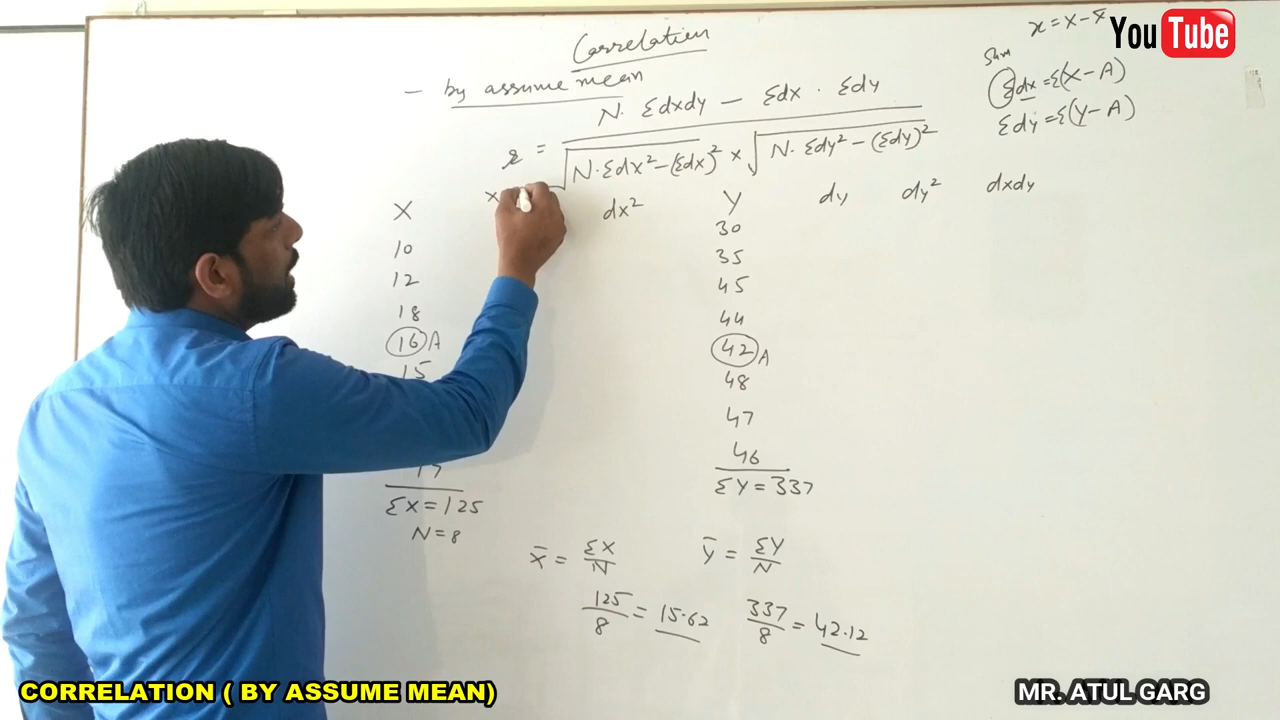 Correlation
x = X - x̄
YouTube
- by assume mean
Sum
Σdx = Σ(X - A)
Σdy = Σ(Y - A)
r = N. Σdxdy - Σdx . Σdy
√N. Σdx² - (Σdx)² × √N. Σdy² - (Σdy)²
X dx² Y dy dy² dxdy
10 30
12 35
18 45
16 A 44
15 42 A
48
47
17 46
ΣX = 125 ΣY = 337
N = 8
X̄ = ΣX/N Ȳ = ΣY/N
125/8 = 15.62 337/8 = 42.12
CORRELATION ( BY ASSUME MEAN)
MR. ATUL GARG